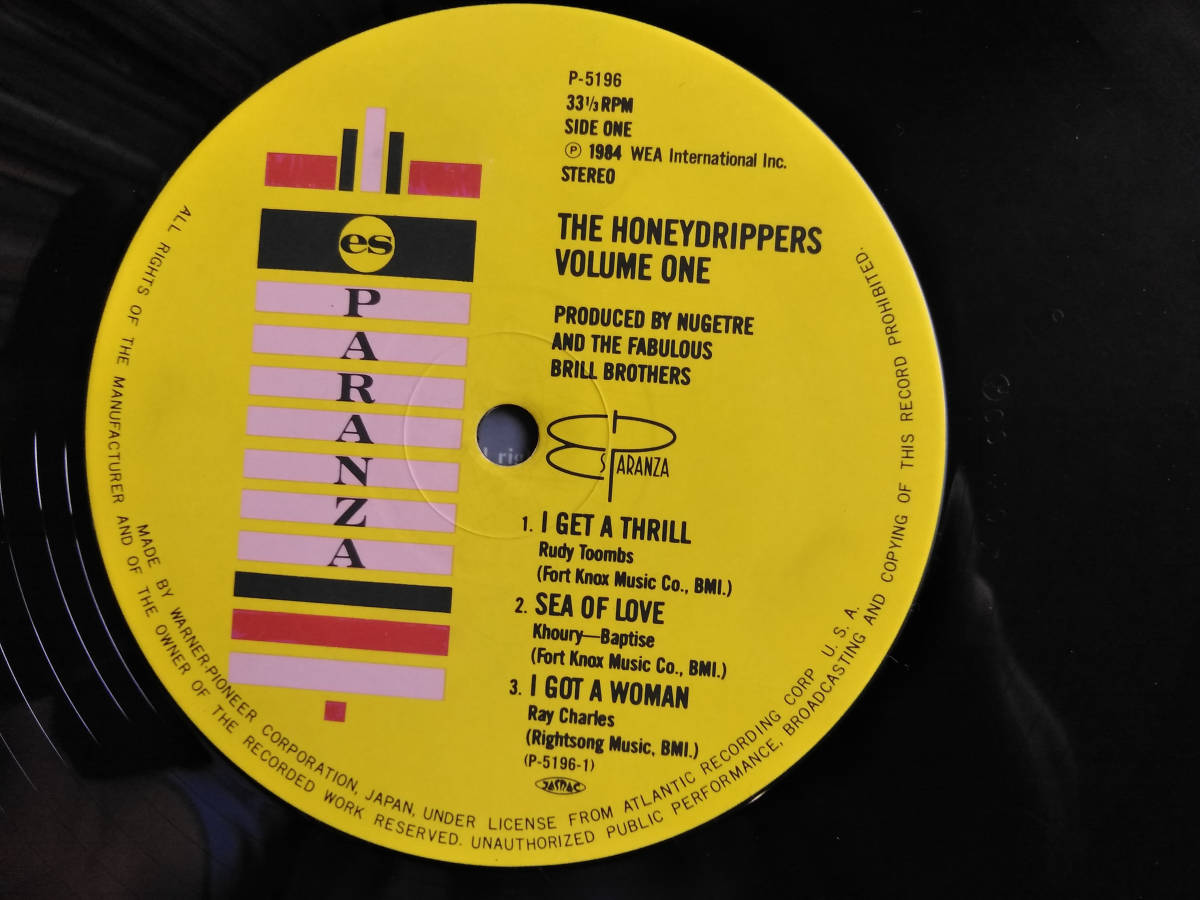 P-5196
33 1/3 RPM
SIDE ONE
℗ 1984 WEA International Inc.
STEREO
THE HONEYDRIPPERS
VOLUME ONE
PRODUCED BY NUGETRE
AND THE FABULOUS
BRILL BROTHERS
es
P
A
R
A
N
Z
A
ES PARANZA
1. I GET A THRILL
Rudy Toombs
(Fort Knox Music Co., BMI.)
2. SEA OF LOVE
Khoury—Baptise
(Fort Knox Music Co., BMI.)
3. I GOT A WOMAN
Ray Charles
(Rightsong Music, BMI.)
(P-5196-1)
JASRAC
ALL RIGHTS OF THE MANUFACTURER AND OF THE OWNER OF THE RECORDED WORK RESERVED. UNAUTHORIZED PUBLIC PERFORMANCE, BROADCASTING AND COPYING OF THIS RECORD PROHIBITED.
MADE BY WARNER-PIONEER CORPORATION, JAPAN, UNDER LICENSE FROM ATLANTIC RECORDING CORP U. S. A.